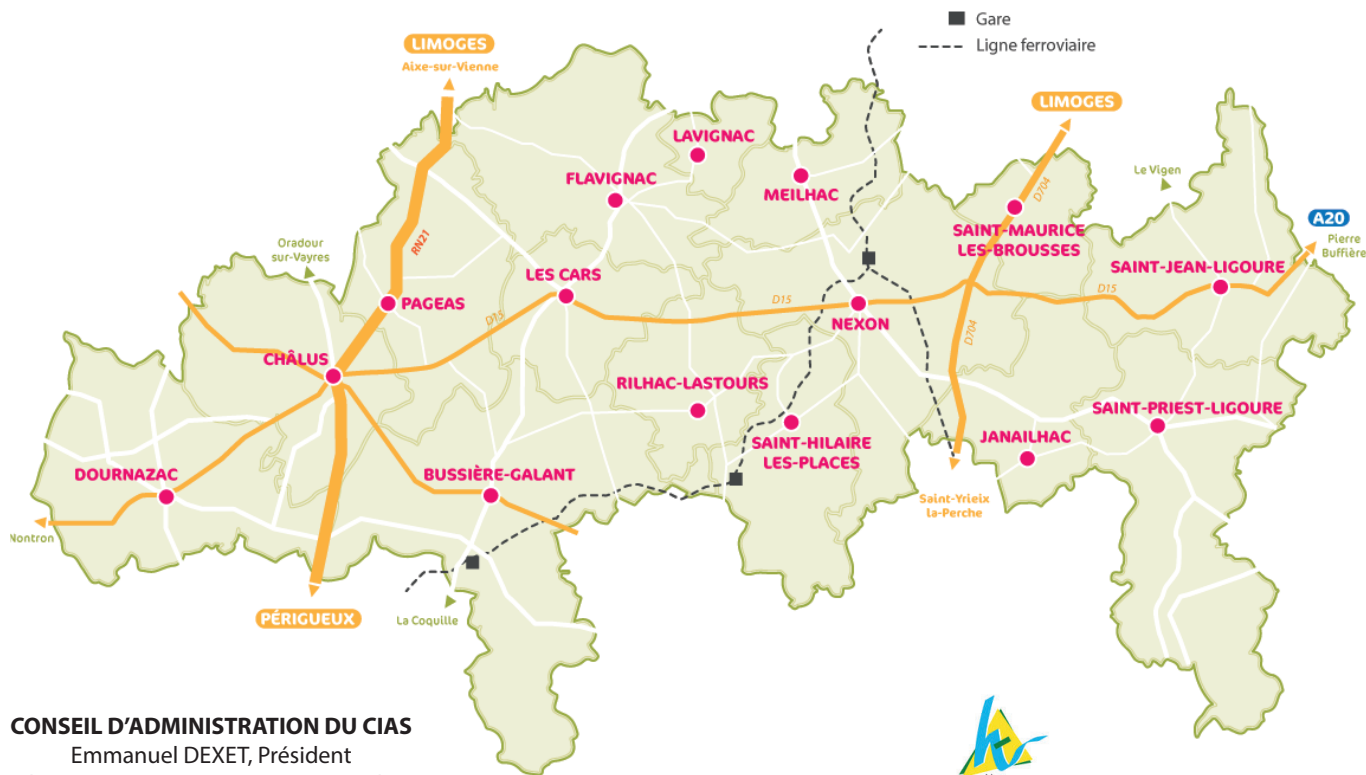 Gare
Ligne ferroviaire
LIMOGES
Aixe-sur-Vienne
LIMOGES
LAVIGNAC
FLAVIGNAC
MEILHAC
Le Vigen
D704
SAINT-MAURICE
LES-BROUSSES
A20
Pierre
Buffière
RN21
Oradour
sur-Vayres
LES CARS
SAINT-JEAN-LIGOURE
PAGEAS
D15
D15
D15
NEXON
D704
CHÂLUS
RILHAC-LASTOURS
SAINT-PRIEST-LIGOURE
SAINT-HILAIRE
LES-PLACES
JANAILHAC
DOURNAZAC
BUSSIÈRE-GALANT
Saint-Yrieix
la-Perche
Nontron
PÉRIGUEUX
La Coquille
CONSEIL D'ADMINISTRATION DU CIAS
Emmanuel DEXET, Président